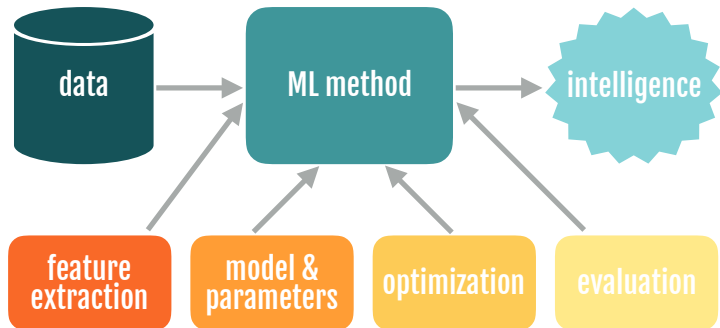 data
ML method
intelligence
feature
extraction
model &
parameters
optimization
evaluation